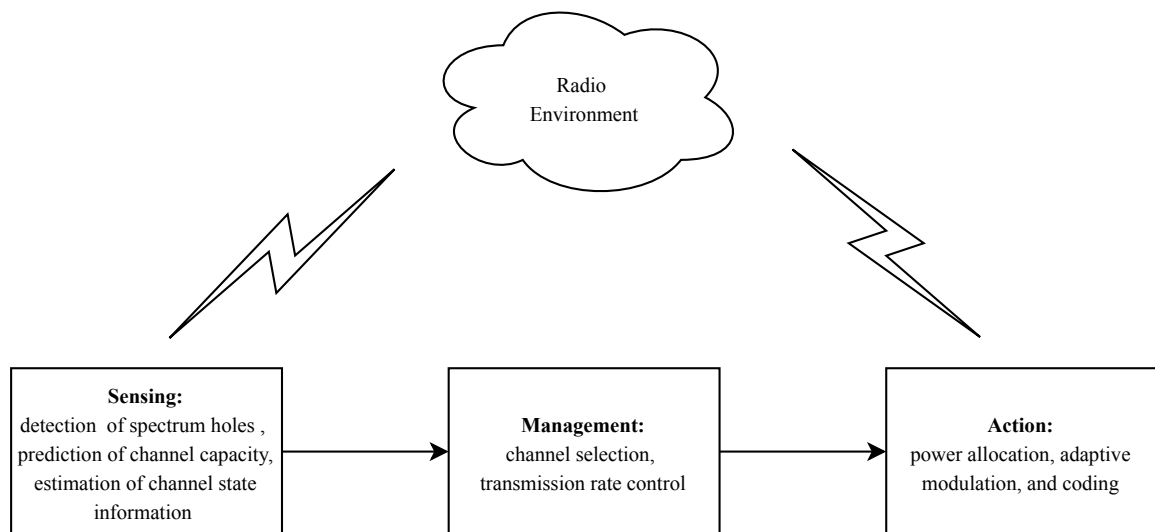 Radio
Environment
Sensing:
detection of spectrum holes ,
prediction of channel capacity,
estimation of channel state
information
Management:
channel selection,
transmission rate control
Action:
power allocation, adaptive
modulation, and coding